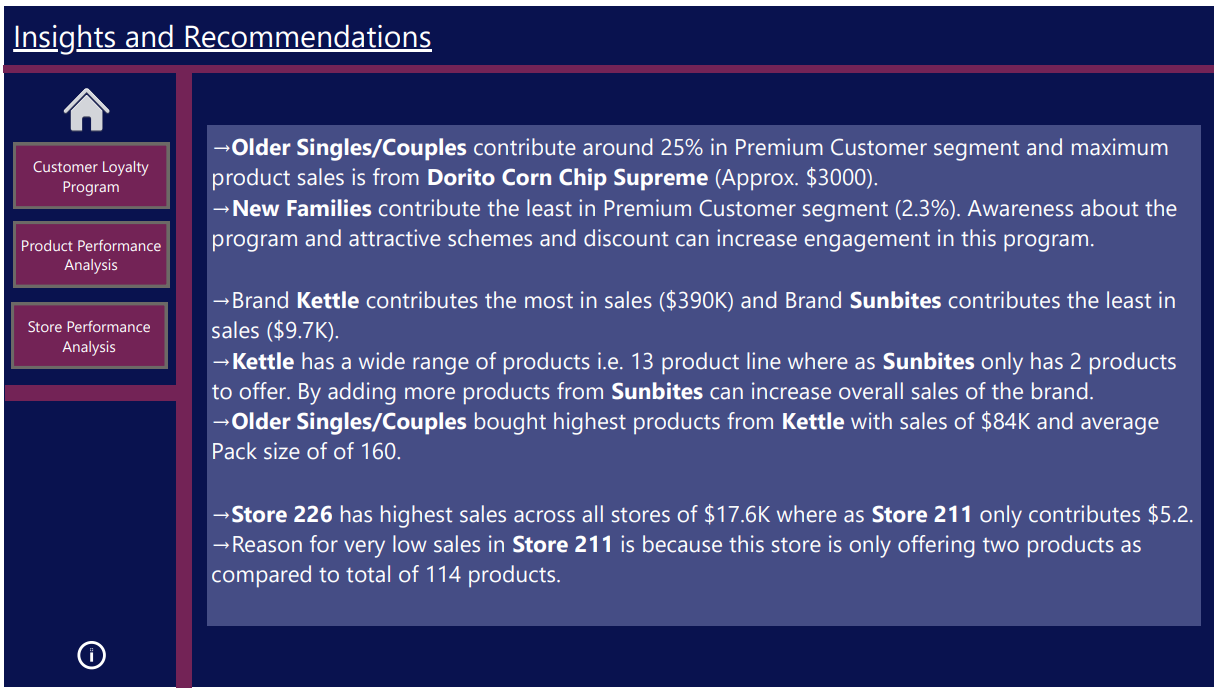 Insights and Recommendations
Customer Loyalty
Program
Product Performance
Analysis
Store Performance
Analysis
→Older Singles/Couples contribute around 25% in Premium Customer segment and maximum
product sales is from Dorito Corn Chip Supreme (Approx. $3000).
→New Families contribute the least in Premium Customer segment (2.3%). Awareness about the
program and attractive schemes and discount can increase engagement in this program.
→Brand Kettle contributes the most in sales ($390K) and Brand Sunbites contributes the least in
sales ($9.7K).
→Kettle has a wide range of products i.e. 13 product line where as Sunbites only has 2 products
to offer. By adding more products from Sunbites can increase overall sales of the brand.
→Older Singles/Couples bought highest products from Kettle with sales of $84K and average
Pack size of of 160.
→Store 226 has highest sales across all stores of $17.6K where as Store 211 only contributes $5.2.
→Reason for very low sales in Store 211 is because this store is only offering two products as
compared to total of 114 products.